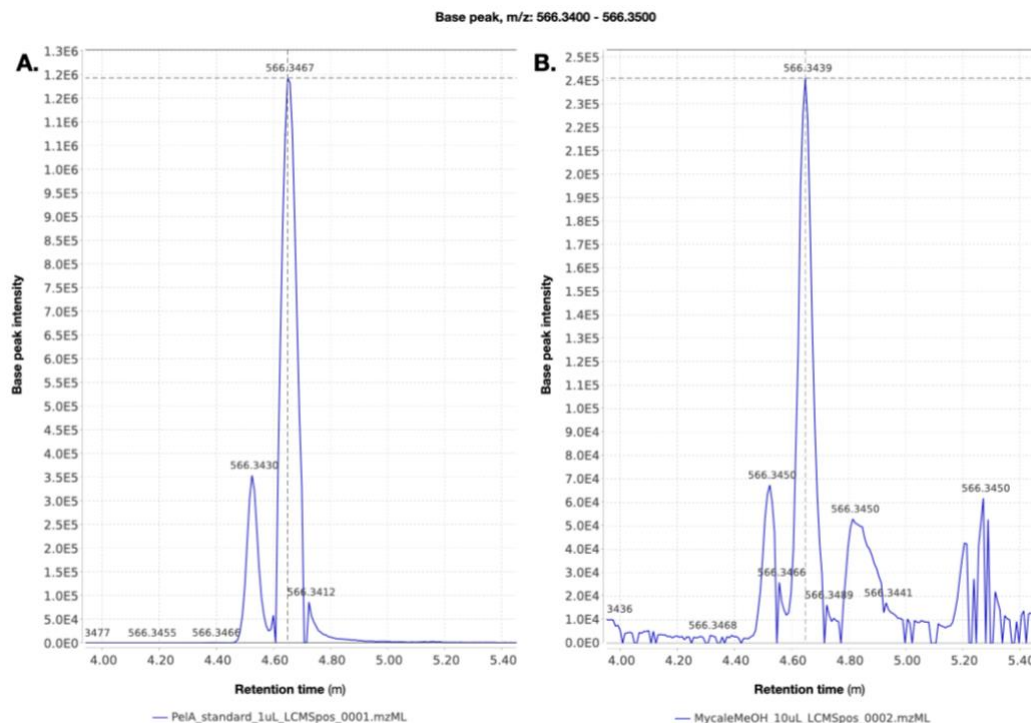 Base peak, m/z: 566.3400 - 566.3500
A.
Base peak intensity
1.3E6
1.2E6
1.2E6
1.1E6
1.1E6
1.0E6
9.5E5
9.0E5
8.5E5
8.0E5
7.5E5
7.0E5
6.5E5
6.0E5
5.5E5
5.0E5
4.5E5
4.0E5
3.5E5
3.0E5
2.5E5
2.0E5
1.5E5
1.0E5
5.0E4
0.0E0
566.3467
566.3430
566.3412
3477 566.3455 566.3466
4.00 4.20 4.40 4.60 4.80 5.00 5.20 5.40
Retention time (m)
PelA_standard_1uL_LCMSpos_0001.mzML
B.
Base peak intensity
2.5E5
2.4E5
2.3E5
2.2E5
2.1E5
2.0E5
1.9E5
1.8E5
1.7E5
1.6E5
1.5E5
1.4E5
1.3E5
1.2E5
1.1E5
1.0E5
9.0E4
8.0E4
7.0E4
6.0E4
5.0E4
4.0E4
3.0E4
2.0E4
1.0E4
0.0E0
566.3439
566.3450
566.3450
566.3450
566.3466
566.3489 566.3441
3436
566.3468
4.00 4.20 4.40 4.60 4.80 5.00 5.20 5.40
Retention time (m)
MycaleMeOH_10uL_LCMSpos_0002.mzML